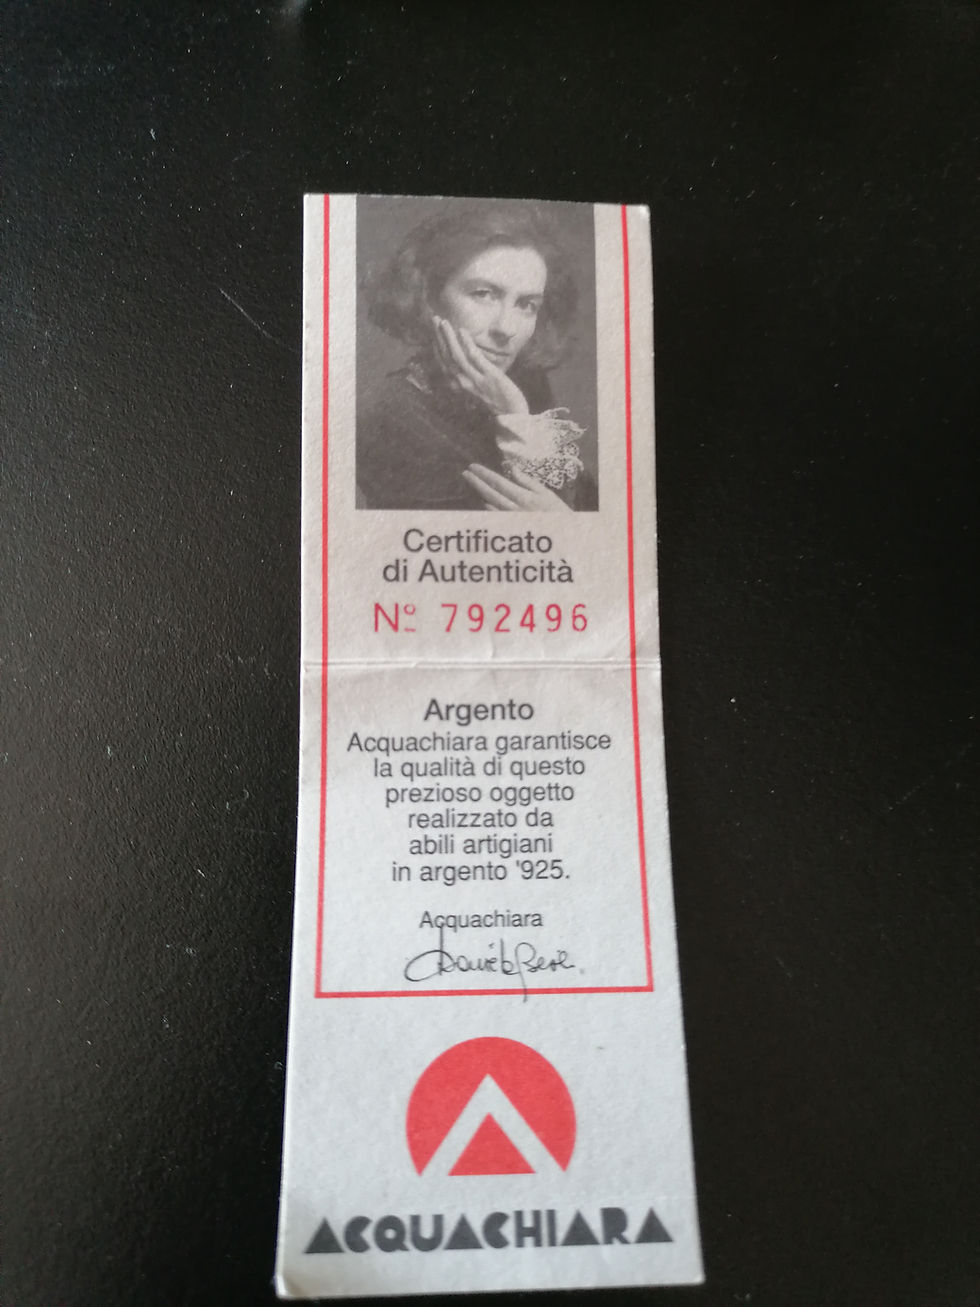 Certificato
di Autenticità
Nº 792496
Argento
Acquachiara garantisce
la qualità di questo
prezioso oggetto
realizzato da
abili artigiani
in argento '925.
Acquachiara
ACQUACHIARA